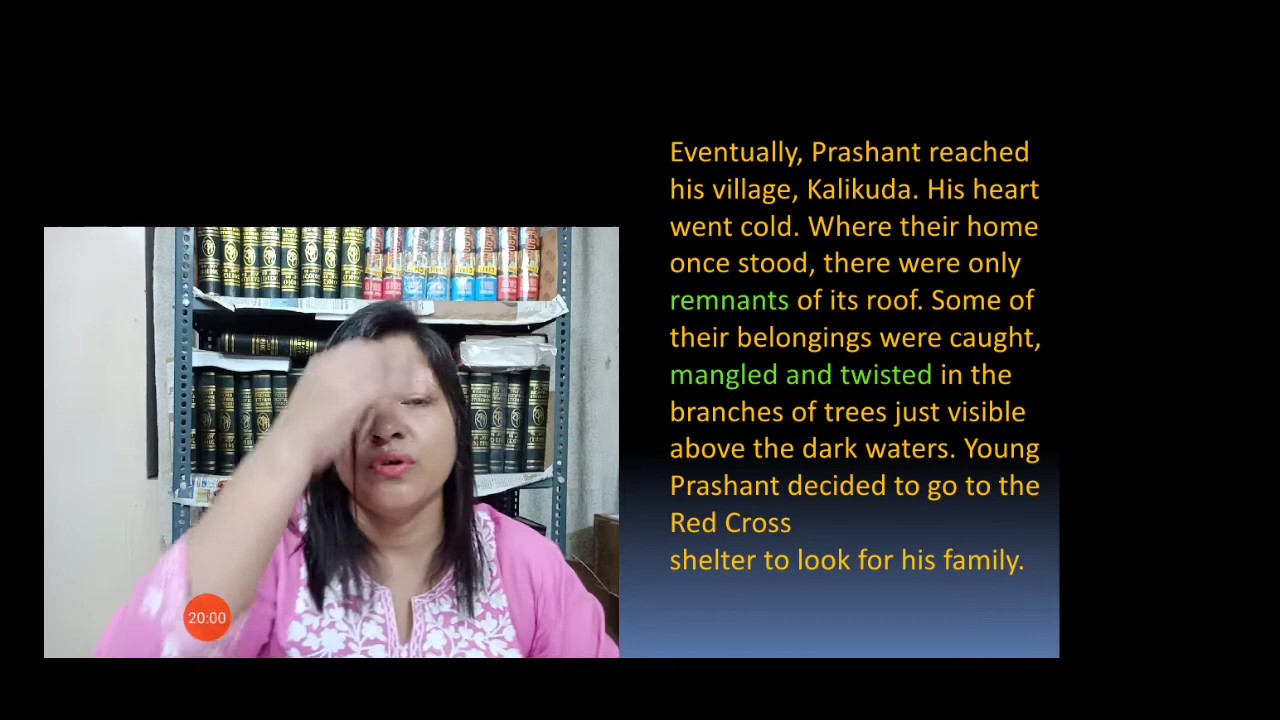 Eventually, Prashant reached
his village, Kalikuda. His heart
went cold. Where their home
once stood, there were only
remnants of its roof. Some of
their belongings were caught,
mangled and twisted in the
branches of trees just visible
above the dark waters. Young
Prashant decided to go to the
Red Cross
shelter to look for his family.
20:00